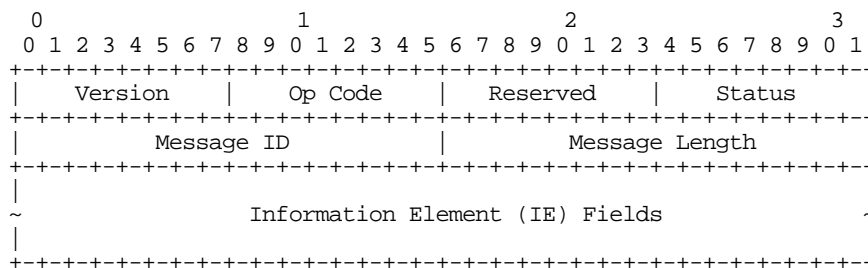 0                   1                   2                   3
 0 1 2 3 4 5 6 7 8 9 0 1 2 3 4 5 6 7 8 9 0 1 2 3 4 5 6 7 8 9 0 1
+-+-+-+-+-+-+-+-+-+-+-+-+-+-+-+-+-+-+-+-+-+-+-+-+-+-+-+-+-+-+-+-
|    Version    |    Op Code    |   Reserved    |    Status
+-+-+-+-+-+-+-+-+-+-+-+-+-+-+-+-+-+-+-+-+-+-+-+-+-+-+-+-+-+-+-+-
|          Message ID           |        Message Length
+-+-+-+-+-+-+-+-+-+-+-+-+-+-+-+-+-+-+-+-+-+-+-+-+-+-+-+-+-+-+-+-
|
~                 Information Element (IE) Fields               ~
|
+-+-+-+-+-+-+-+-+-+-+-+-+-+-+-+-+-+-+-+-+-+-+-+-+-+-+-+-+-+-+-+-